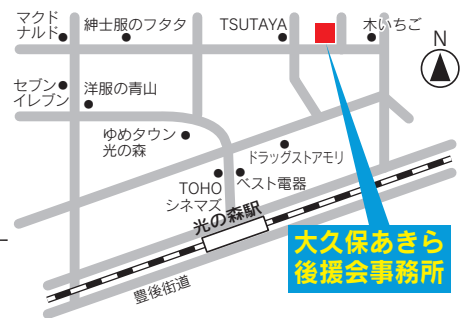 マクド
ナルド
紳士服のフタタ
TSUTAYA
木いちご
N
セブン
イレブン
洋服の青山
ゆめタウン
光の森
ドラッグストアモリ
TOHO
シネマズ
ベスト電器
光の森駅
大久保あきら
後援会事務所
豊後街道